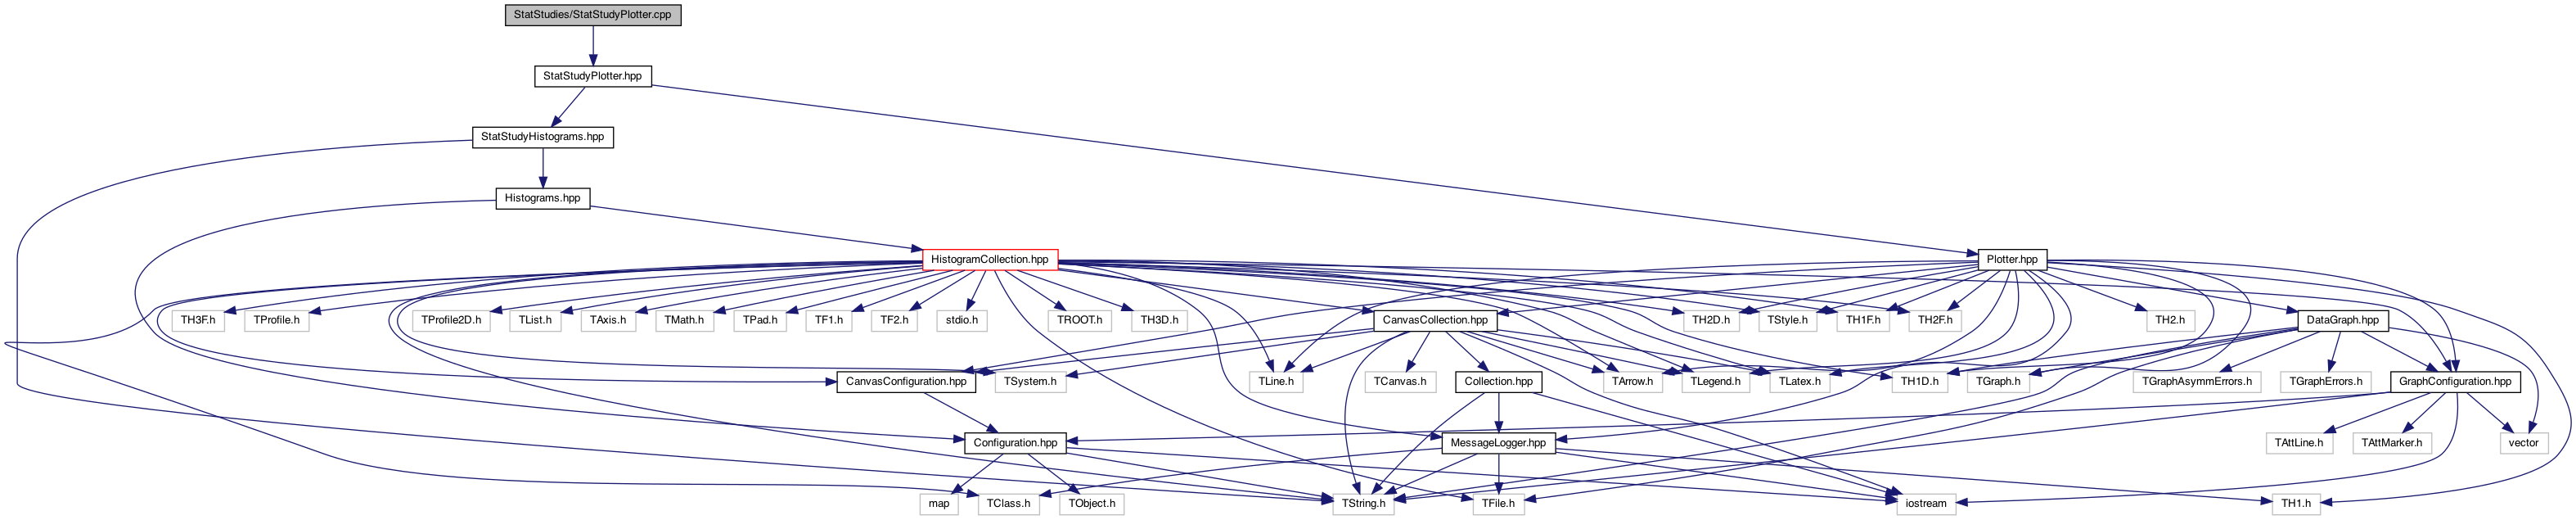 StatStudies/StatStudyPlotter.cpp
StatStudyPlotter.hpp
StatStudyHistograms.hpp
Histograms.hpp
HistogramCollection.hpp
Plotter.hpp
TH3F.h
TProfile.h
TProfile2D.h
TList.h
TAxis.h
TMath.h
TPad.h
TF1.h
TF2.h
stdio.h
TROOT.h
TH3D.h
CanvasCollection.hpp
TH2D.h
TStyle.h
TH1F.h
TH2F.h
TH2.h
DataGraph.hpp
CanvasConfiguration.hpp
TSystem.h
TLine.h
TCanvas.h
Collection.hpp
TArrow.h
TLegend.h
TLatex.h
TH1D.h
TGraph.h
TGraphAsymmErrors.h
TGraphErrors.h
GraphConfiguration.hpp
Configuration.hpp
MessageLogger.hpp
TAttLine.h
TAttMarker.h
vector
map
TClass.h
TObject.h
TString.h
TFile.h
iostream
TH1.h